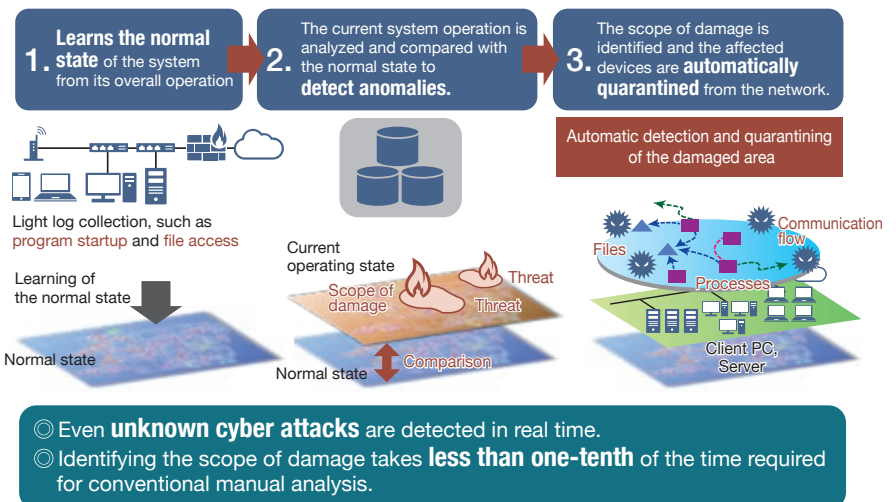 1. Learns the normal
state of the system
from its overall operation
2. The current system operation is
analyzed and compared with
the normal state to
detect anomalies.
3. The scope of damage is
identified and the affected
devices are automatically
quarantined from the network.
Light log collection, such as
program startup and file access
Learning of
the normal state
Normal state
Current
operating state
Scope of
damage
Threat
Threat
Comparison
Normal state
Automatic detection and quarantining
of the damaged area
Communication
flow
Files
Processes
Client PC,
Server
◎ Even unknown cyber attacks are detected in real time.
◎ Identifying the scope of damage takes less than one-tenth of the time required
for conventional manual analysis.